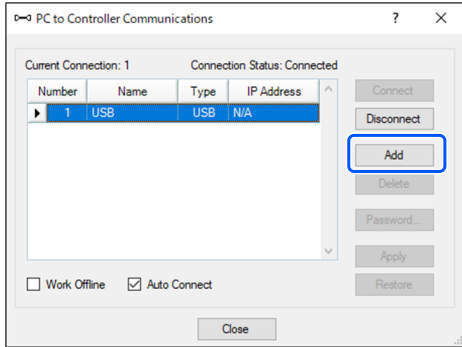 PC to Controller Communications ?
Current Connection: 1 Connection Status: Connected
Number Name Type IP Address
1 USB USB N/A
Connect
Disconnect
Add
Delete
Password...
Apply
Restore
Work Offline Auto Connect
Close